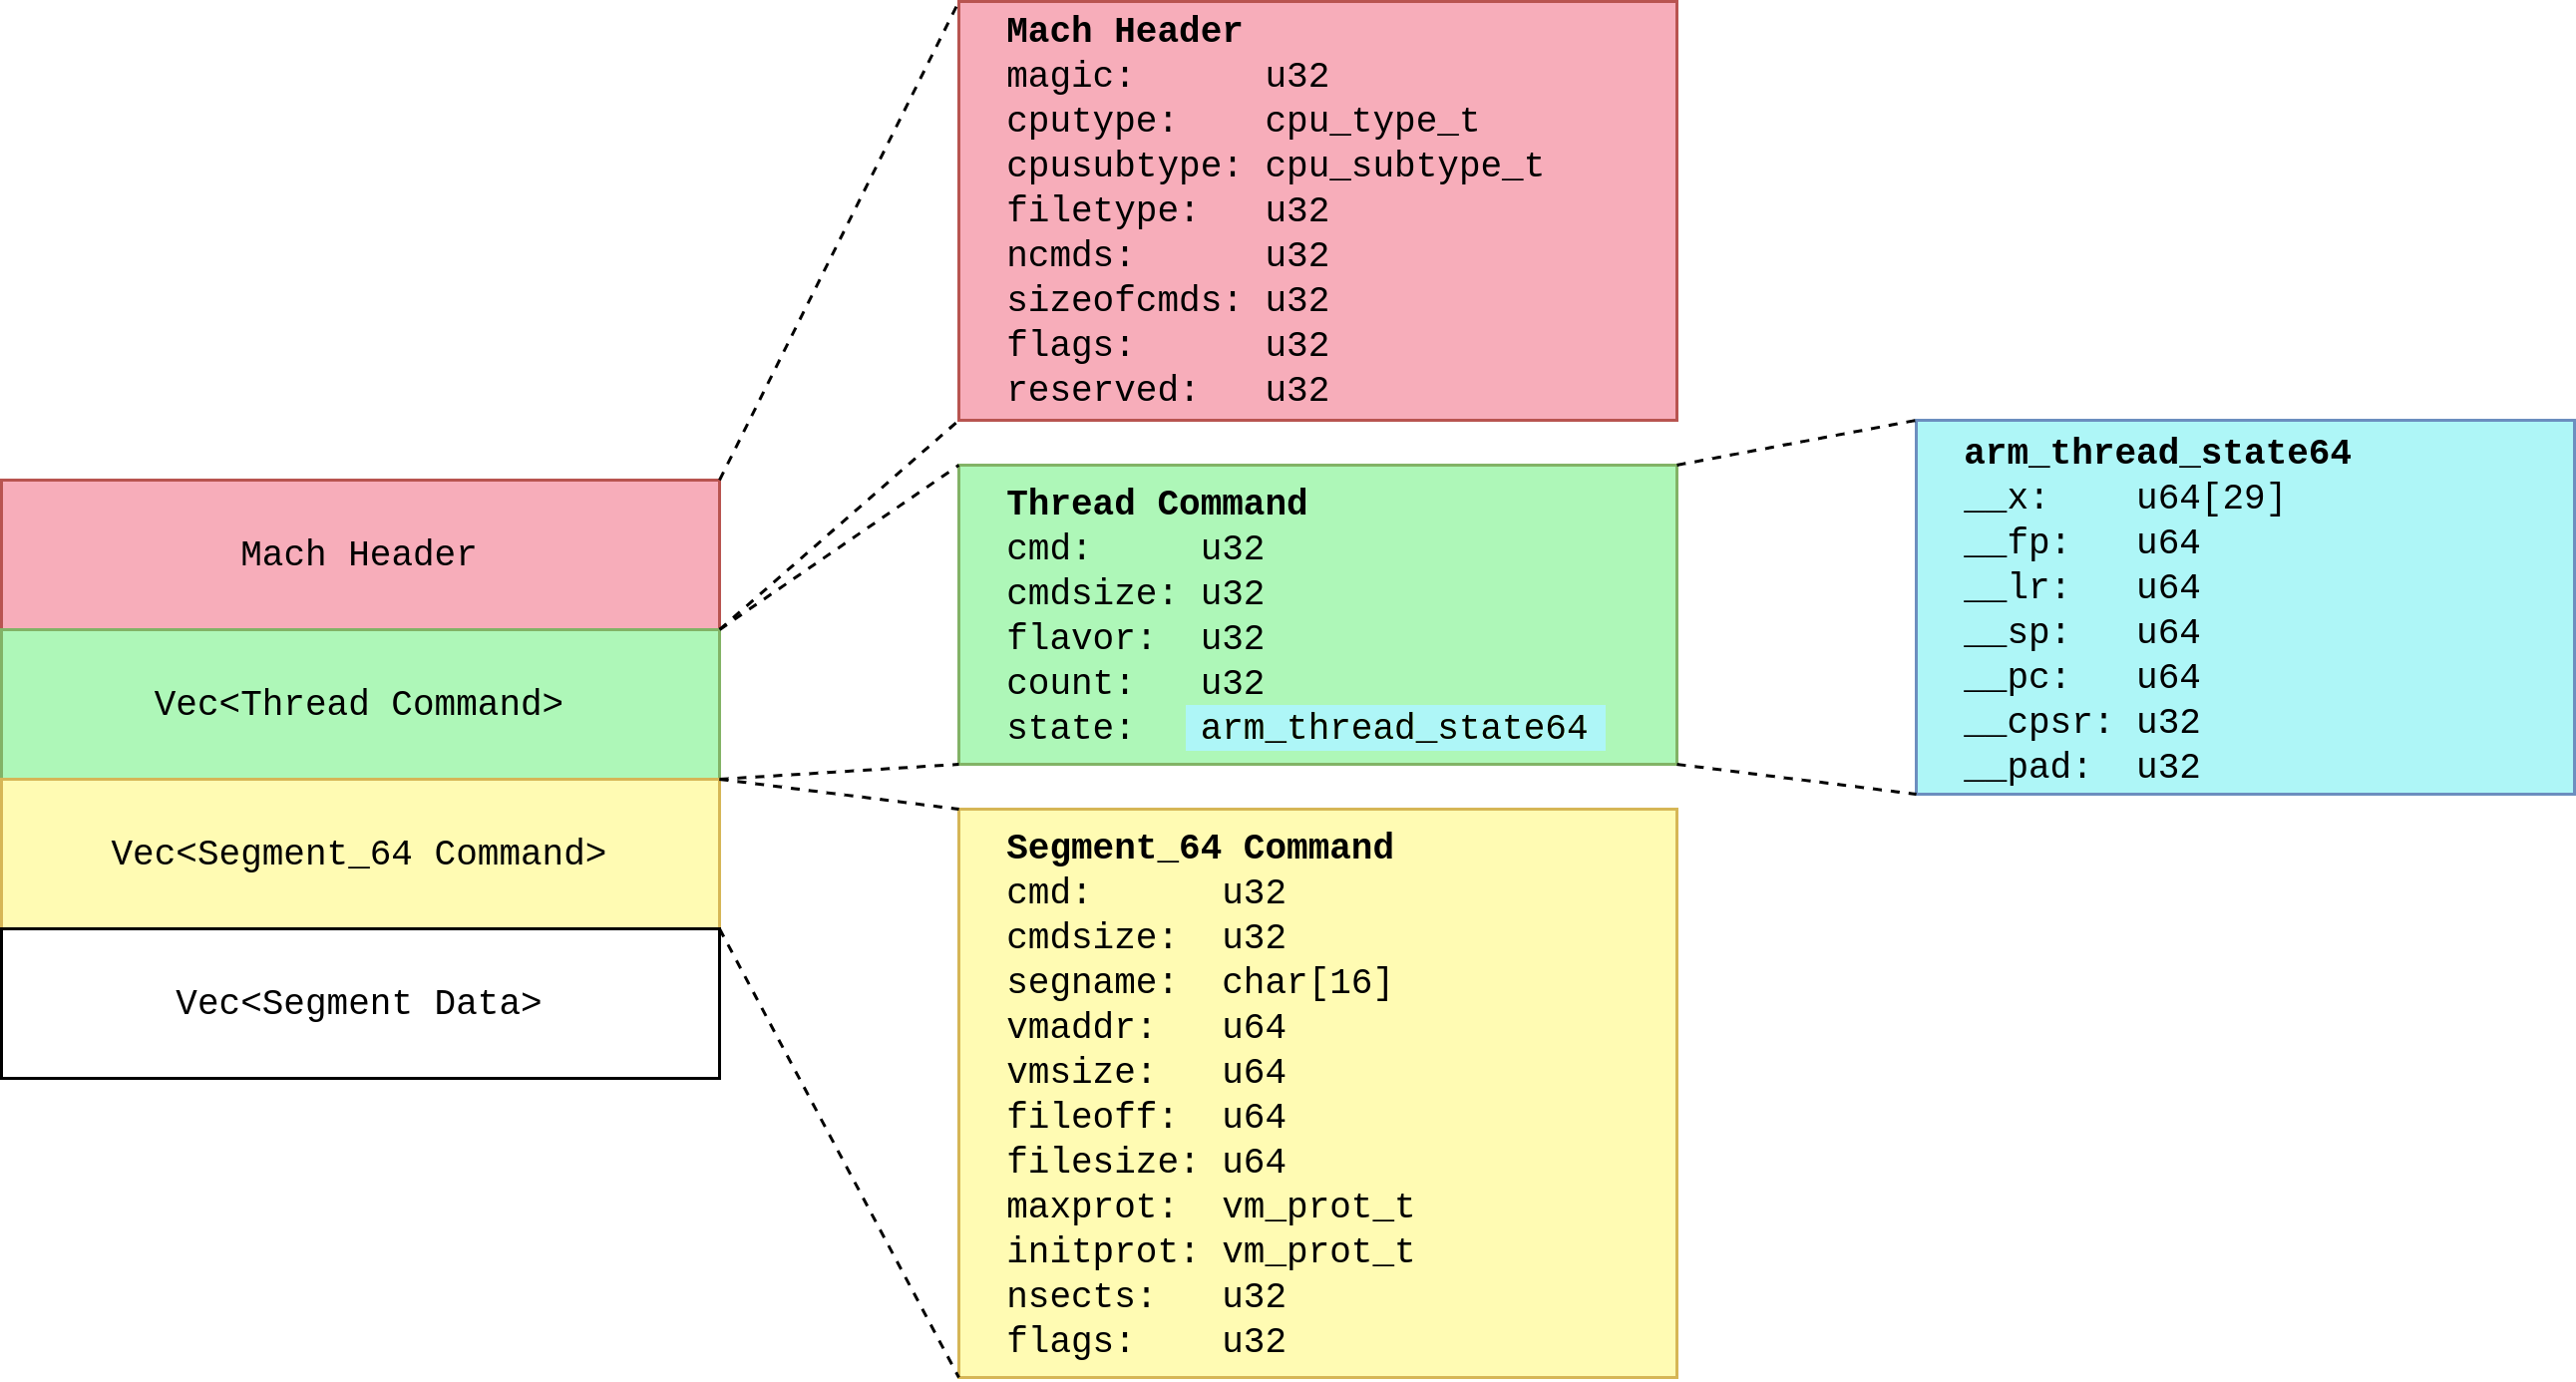 Mach Header
Vec<Thread Command>
Vec<Segment_64 Command>
Vec<Segment Data>
Mach Header
magic:      u32
cputype:    cpu_type_t
cpusubtype: cpu_subtype_t
filetype:   u32
ncmds:      u32
sizeofcmds: u32
flags:      u32
reserved:   u32
Thread Command
cmd:     u32
cmdsize: u32
flavor:  u32
count:   u32
state:   arm_thread_state64
Segment_64 Command
cmd:      u32
cmdsize:  u32
segname:  char[16]
vmaddr:   u64
vmsize:   u64
fileoff:  u64
filesize: u64
maxprot:  vm_prot_t
initprot: vm_prot_t
nsects:   u32
flags:    u32
arm_thread_state64
__x:    u64[29]
__fp:   u64
__lr:   u64
__sp:   u64
__pc:   u64
__cpsr: u32
__pad:  u32